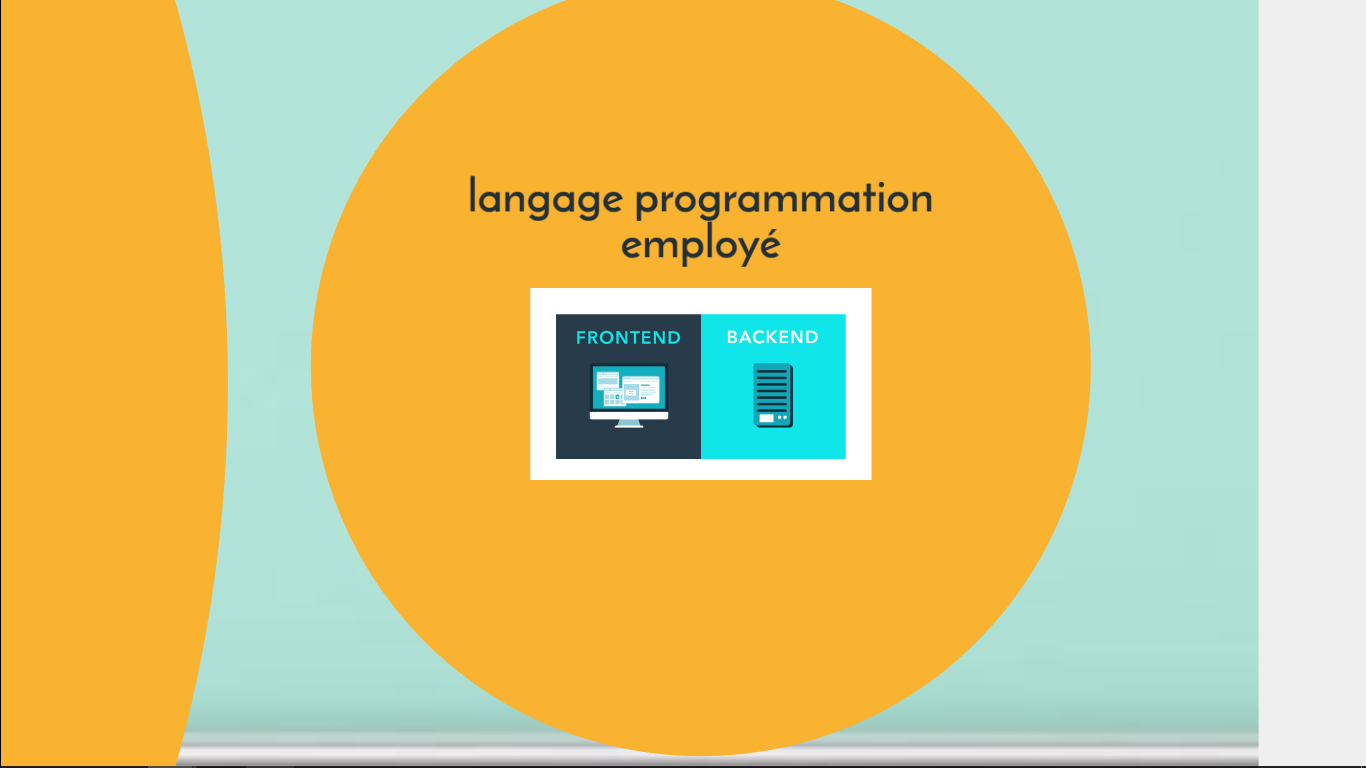 langage programmation
employé
FRONTEND BACKEND